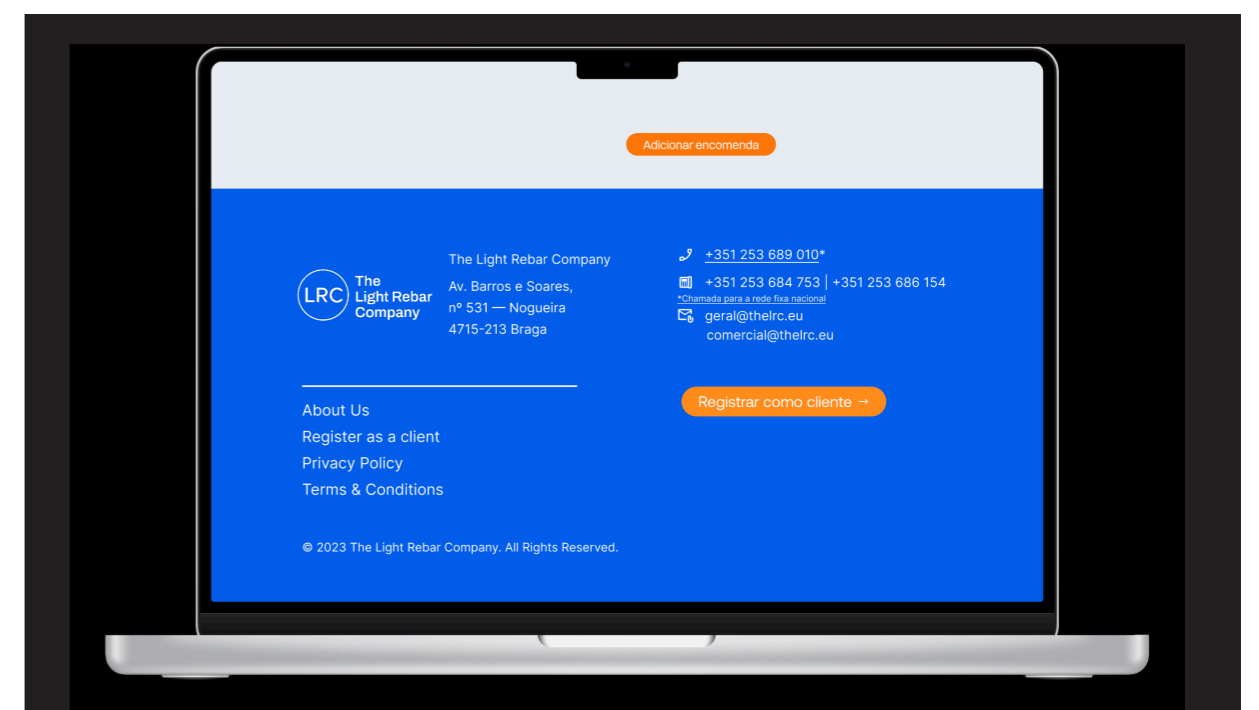 Adicionar encomenda
LRC
The
Light Rebar
Company
The Light Rebar Company
Av. Barros e Soares,
nº 531 — Nogueira
4715-213 Braga
+351 253 689 010*
+351 253 684 753 | +351 253 686 154
*Chamada para a rede fixa nacional
geral@thelrc.eu
comercial@thelrc.eu
Registrar como cliente →
About Us
Register as a client
Privacy Policy
Terms & Conditions
© 2023 The Light Rebar Company. All Rights Reserved.